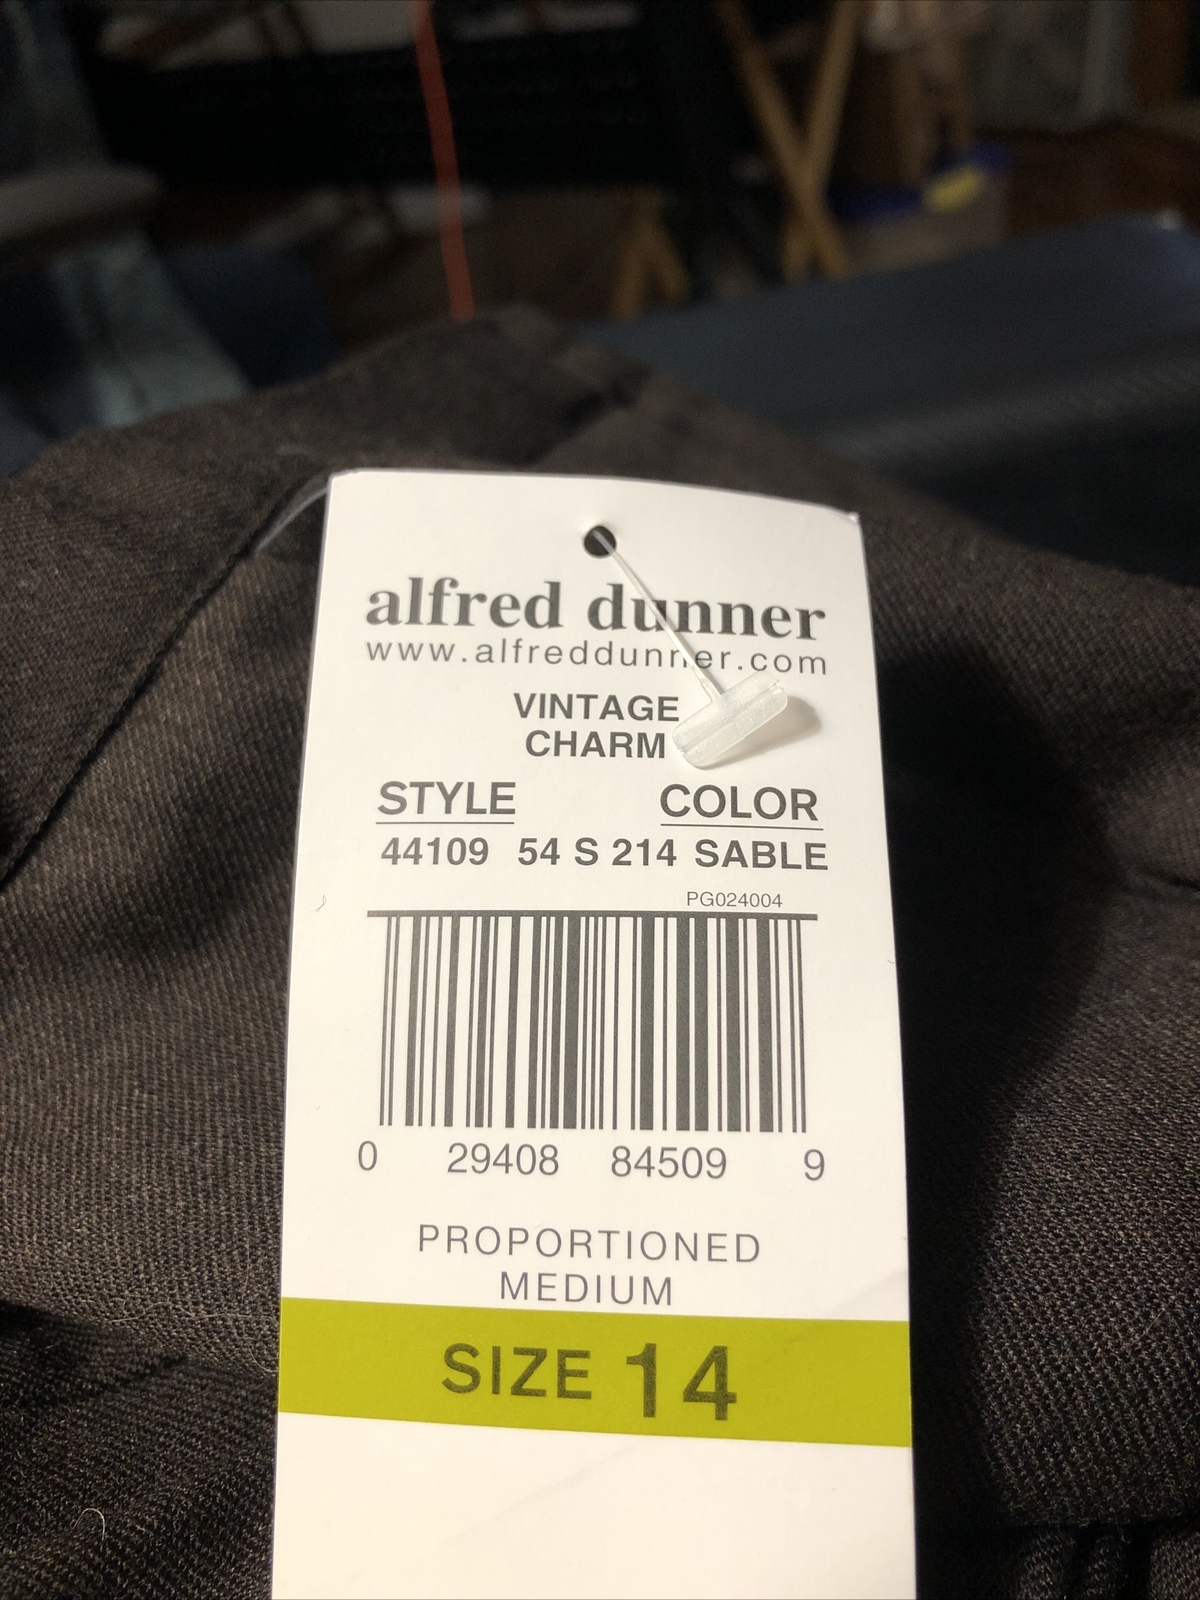 alfred dunner
www.alfreddunner.com
VINTAGE
CHARM
STYLE COLOR
44109 54 S 214 SABLE
PG024004
0 29408 84509 9
PROPORTIONED
MEDIUM
SIZE 14